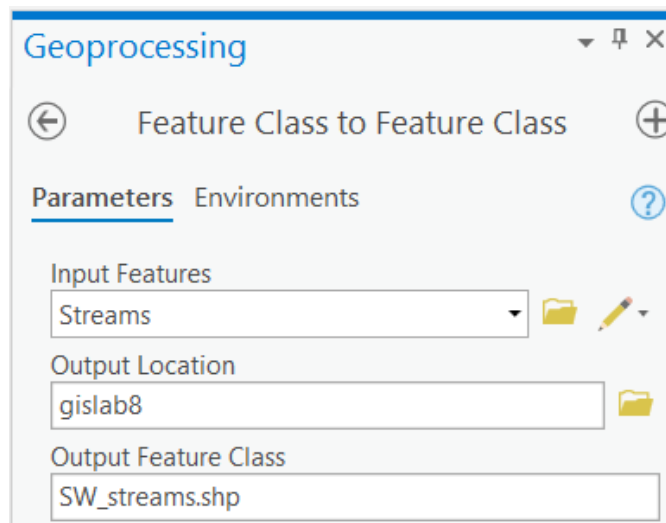 Geoprocessing
Feature Class to Feature Class
Parameters Environments
Input Features
Streams
Output Location
gislab8
Output Feature Class
SW_streams.shp